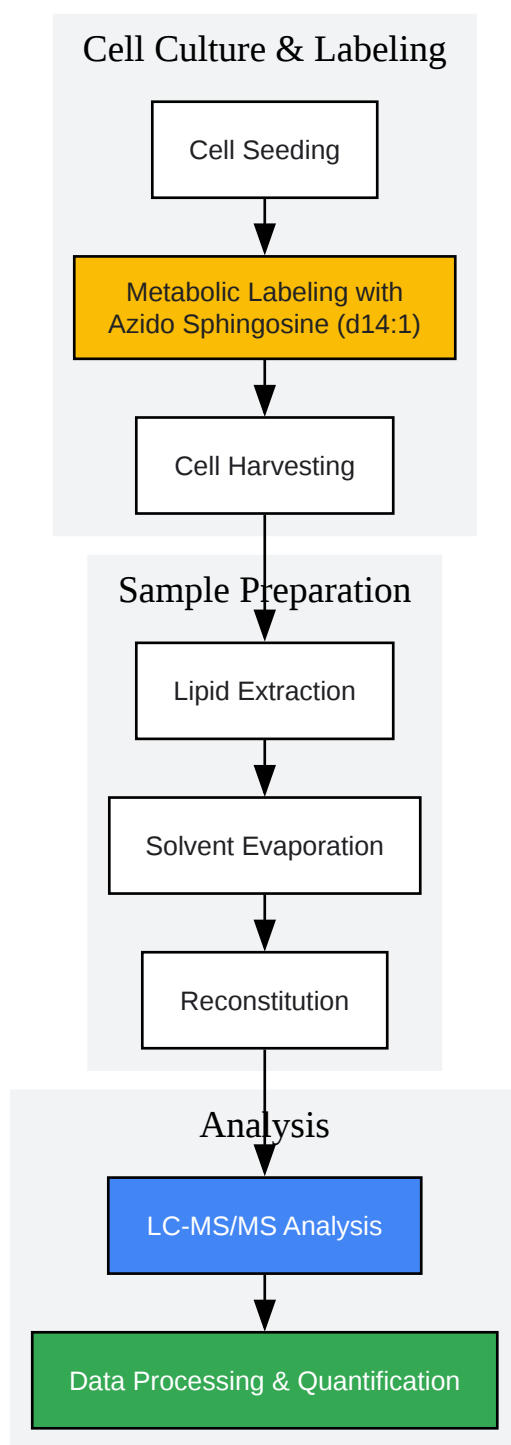 Cell Culture & Labeling
Cell Seeding
Metabolic Labeling with
Azido Sphingosine (d14:1)
Cell Harvesting
Sample Preparation
Lipid Extraction
Solvent Evaporation
Reconstitution
Analysis
LC-MS/MS Analysis
Data Processing & Quantification